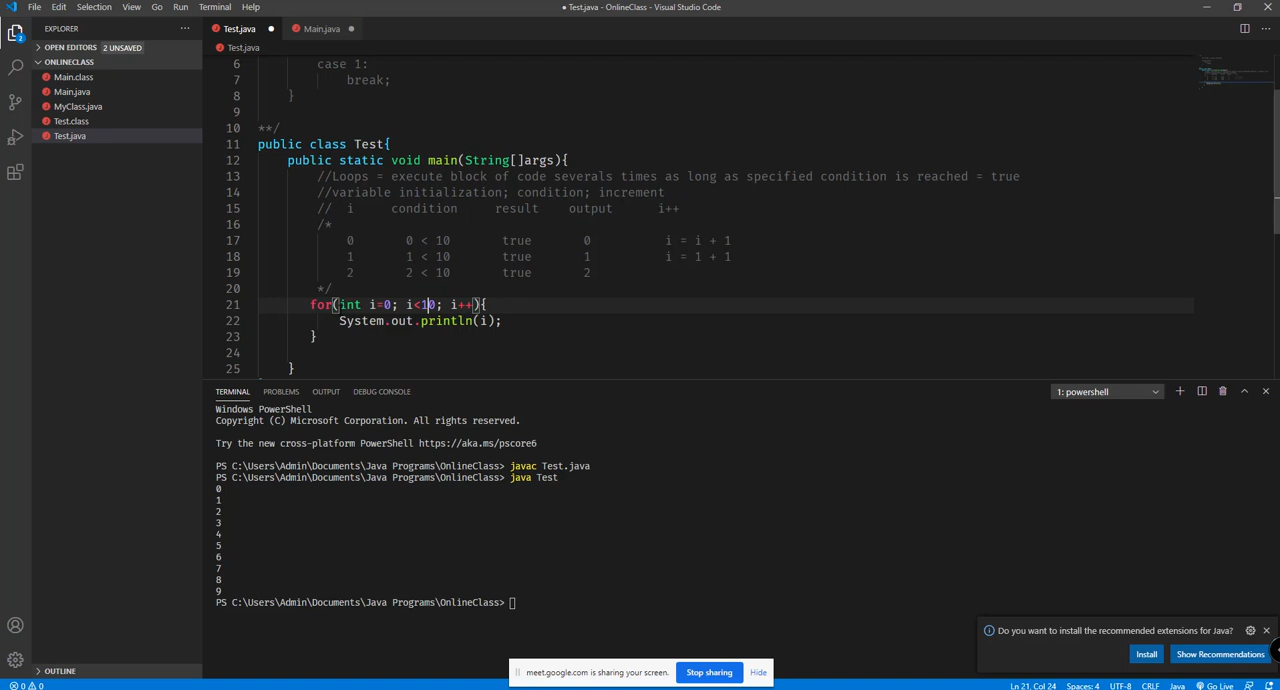 File Edit Selection View Go Run Terminal Help
● Test.java - OnlineClass - Visual Studio Code
EXPLORER
OPEN EDITORS 2 UNSAVED
ONLINECLASS
Main.class
Main.java
MyClass.java
Test.class
Test.java
OUTLINE
2
Test.java ● Main.java ●
Test.java
6 case 1:
7 break;
8 }
9
10 **/
11 public class Test{
12 public static void main(String[]args){
13 //Loops = execute block of code severals times as long as specified condition is reached = true
14 //variable initialization; condition; increment
15 // i condition result output i++
16 /*
17 0 0 < 10 true 0 i = i + 1
18 1 1 < 10 true 1 i = 1 + 1
19 2 2 < 10 true 2
20 */
21 for(int i=0; i<10; i++){
22 System.out.println(i);
23 }
24
25 }
TERMINAL PROBLEMS OUTPUT DEBUG CONSOLE
1: powershell
Windows PowerShell
Copyright (C) Microsoft Corporation. All rights reserved.
Try the new cross-platform PowerShell https://aka.ms/pscore6
PS C:\Users\Admin\Documents\Java Programs\OnlineClass> javac Test.java
PS C:\Users\Admin\Documents\Java Programs\OnlineClass> java Test
0
1
2
3
4
5
6
7
8
9
PS C:\Users\Admin\Documents\Java Programs\OnlineClass>
Do you want to install the recommended extensions for Java?
Install Show Recommendations
meet.google.com is sharing your screen. Stop sharing Hide
0 0 Ln 21, Col 24 Spaces: 4 UTF-8 CRLF Java Go Live